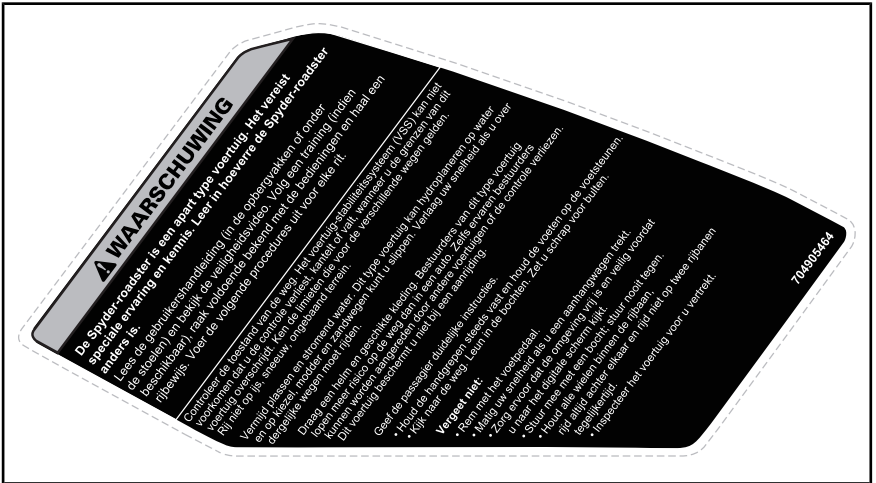 WAARSCHUWING
De Spyder-roadster is een apart type voertuig. Het vereist
speciale ervaring en kennis. Leer in hoeverre de Spyder-roadster
anders is.
Lees de gebruikershandleiding (in de opbergvakken of onder
de stoelen) en bekijk de veiligheidsvideo. Volg een training (indien
beschikbaar), raak voldoende bekend met de bedieningen en haal een
rijbewijs. Voer de volgende procedures uit voor elke rit.
Controleer de toestand van de weg. Het voertuig-stabiliteitssysteem (VSS) kan niet
voorkomen dat u de controle verliest, kantelt of valt, wanneer u de grenzen van dit
voertuig overschrijdt. Ken de limieten de voor de verschillende wegen gelden.
Rij niet op ijs, sneeuw, ongebaand terrein.
Vermijd plassen en stromend water. Dit type voertuig kan hydroplaneren op water
en op kiezel, modder en zandwegen kunt u slippen. Verlaag uw snelheid als u over
dergelijke wegen moet rijden.
Draag een helm en geschikte kleding. Bestuurders van dit type voertuig
lopen meer risico op de weg dan in een auto. Zelfs ervaren bestuurders
kunnen worden aangereden door andere voertuigen of de controle verliezen.
Dit voertuig beschermt u niet bij een aanrijding.
Geef de passagier duidelijke instructies.
• Houd de handgrepen steeds vast en houd de voeten op de voetsteunen.
• Kijk naar de weg. Leun in de bochten. Zet u schrap voor bulten.
Vergeet niet:
• Rem met het voetpedaal.
• Matig uw snelheid als u een aanhangwagen trekt.
• Zorg ervoor dat de omgeving vrij is en veilig voordat
u naar het digitale scherm kijkt.
• Stuur mee met een bocht, stuur nooit tegen.
• Houd alle wielen binnen de rijbaan,
rijd altijd achter elkaar en rijd niet op twee rijbanen
tegelijkertijd.
• Inspecteer het voertuig voor u vertrekt.
704905464